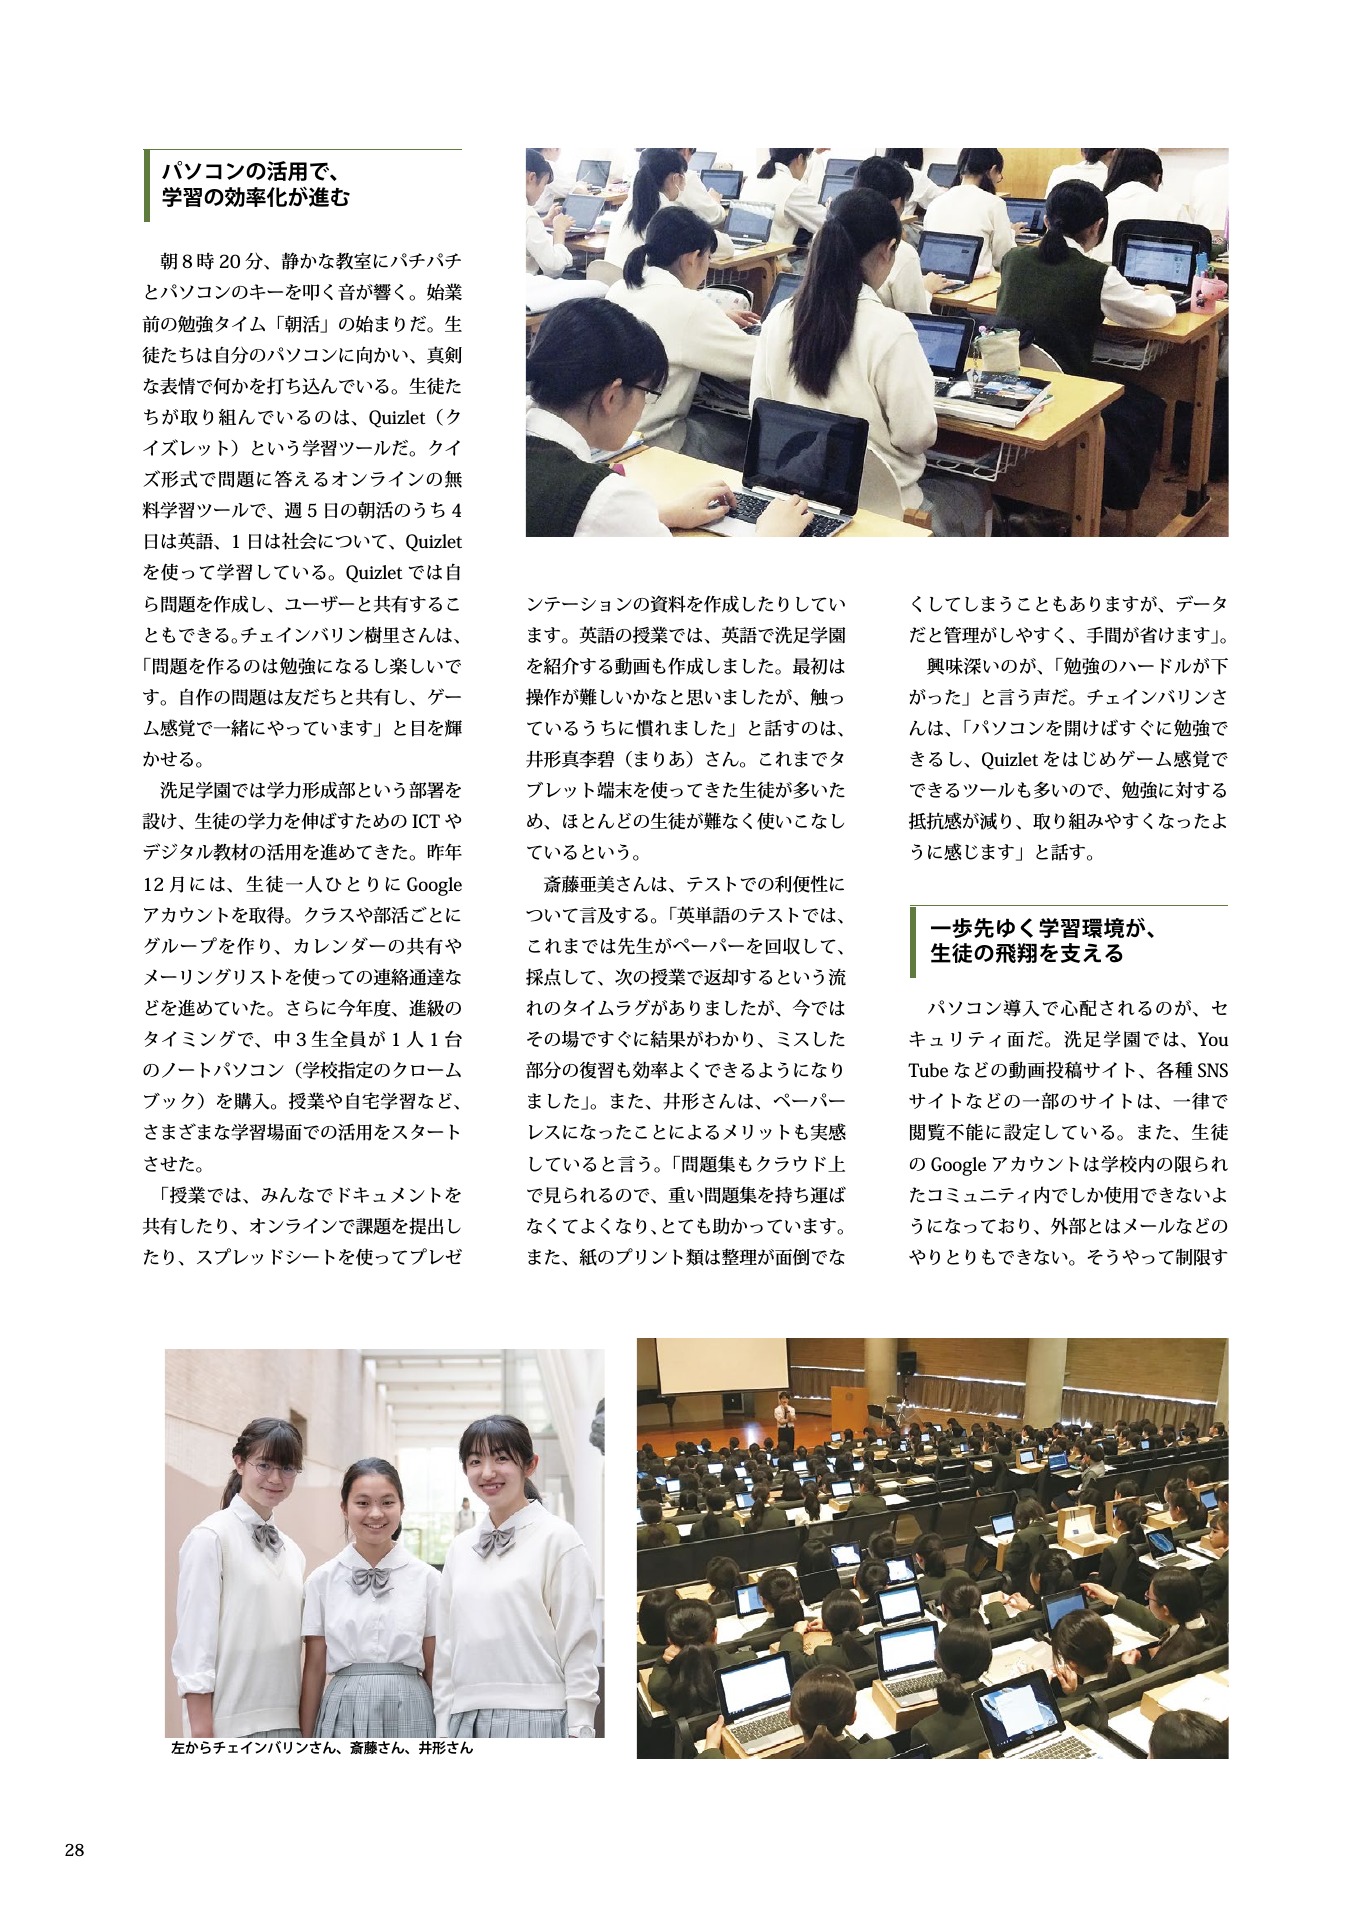 パソコンの活用で、
学習の効率化が進む
朝８時 20 分、静かな教室にパチパチ
とパソコンのキーを叩く音が響く。始業
前の勉強タイム「朝活」の始まりだ。生
徒たちは自分のパソコンに向かい、真剣
な表情で何かを打ち込んでいる。生徒た
ちが取り組んでいるのは、Quizlet（ク
イズレット）という学習ツールだ。クイ
ズ形式で問題に答えるオンラインの無
料学習ツールで、週 5 日の朝活のうち 4
日は英語、1 日は社会について、Quizlet
を使って学習している。Quizlet では自
ら問題を作成し、ユーザーと共有するこ
ともできる。チェインバリン樹里さんは、
「問題を作るのは勉強になるし楽しいで
す。自作の問題は友だちと共有し、ゲー
ム感覚で一緒にやっています」と目を輝
かせる。
洗足学園では学力形成部という部署を
設け、生徒の学力を伸ばすための ICT や
デジタル教材の活用を進めてきた。昨年
12 月には、生徒一人ひとりに Google
アカウントを取得。クラスや部活ごとに
グループを作り、カレンダーの共有や
メーリングリストを使っての連絡通達な
どを進めていた。さらに今年度、進級の
タイミングで、中３生全員が１人１台
のノートパソコン（学校指定のクローム
ブック）を購入。授業や自宅学習など、
さまざまな学習場面での活用をスタート
させた。
「授業では、みんなでドキュメントを
共有したり、オンラインで課題を提出し
たり、スプレッドシートを使ってプレゼ
ンテーションの資料を作成したりしてい
ます。英語の授業では、英語で洗足学園
を紹介する動画も作成しました。最初は
操作が難しいかなと思いましたが、触っ
ているうちに慣れました」と話すのは、
井形真李碧（まりあ）さん。これまでタ
ブレット端末を使ってきた生徒が多いた
め、ほとんどの生徒が難なく使いこなし
ているという。
斎藤亜美さんは、テストでの利便性に
ついて言及する。「英単語のテストでは、
これまでは先生がペーパーを回収して、
採点して、次の授業で返却するという流
れのタイムラグがありましたが、今では
その場ですぐに結果がわかり、ミスした
部分の復習も効率よくできるようになり
ました」。また、井形さんは、ペーパー
レスになったことによるメリットも実感
していると言う。「問題集もクラウド上
で見られるので、重い問題集を持ち運ば
なくてよくなり、とても助かっています。
また、紙のプリント類は整理が面倒でな
くしてしまうこともありますが、データ
だと管理がしやすく、手間が省けます」。
興味深いのが、「勉強のハードルが下
がった」と言う声だ。チェインバリンさ
んは、「パソコンを開けばすぐに勉強で
きるし、Quizlet をはじめゲーム感覚で
できるツールも多いので、勉強に対する
抵抗感が減り、取り組みやすくなったよ
うに感じます」と話す。
一歩先ゆく学習環境が、
生徒の飛翔を支える
パソコン導入で心配されるのが、セ
キュリティ面だ。洗足学園では、You
Tube などの動画投稿サイト、各種 SNS
サイトなどの一部のサイトは、一律で
閲覧不能に設定している。また、生徒
の Google アカウントは学校内の限られ
たコミュニティ内でしか使用できないよ
うになっており、外部とはメールなどの
やりとりもできない。そうやって制限す
左からチェインバリンさん、斎藤さん、井形さん
28